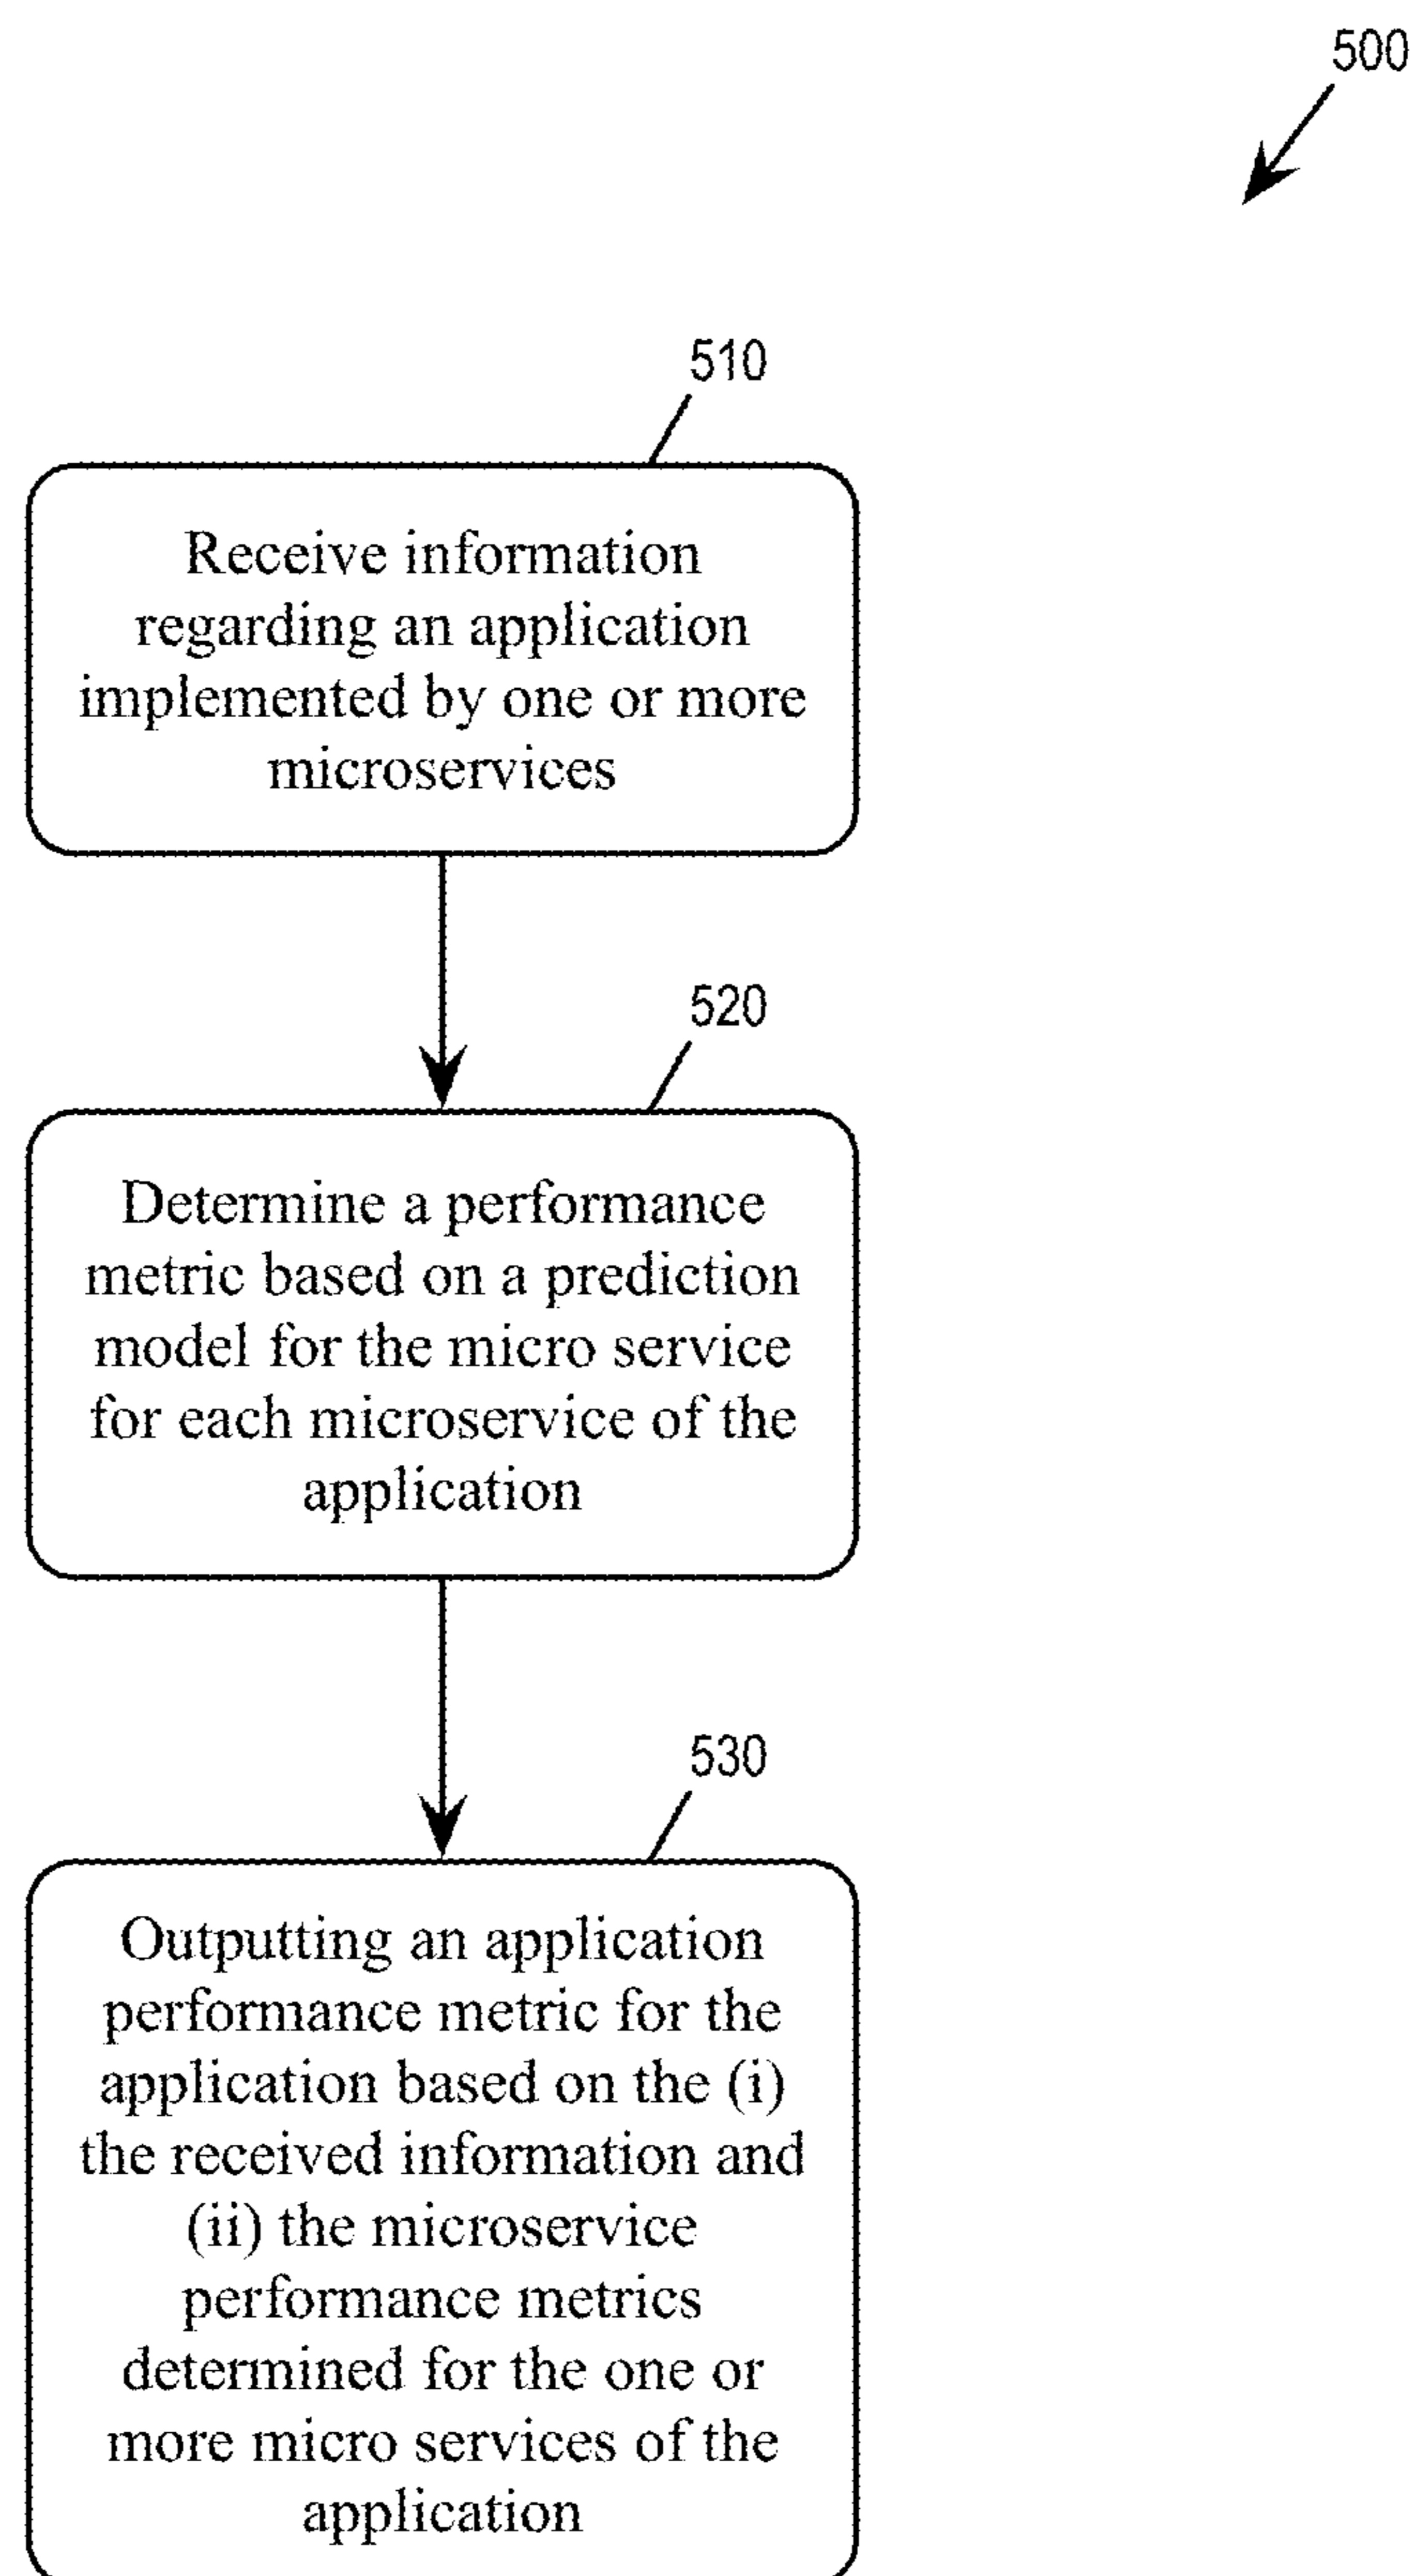 500
510
Receive information
regarding an application
implemented by one or more
microservices
520
Determine a performance
metric based on a prediction
model for the micro service
for each microservice of the
application
530
Outputting an application
performance metric for the
application based on the (i)
the received information and
(ii) the microservice
performance metrics
determined for the one or
more micro services of the
application